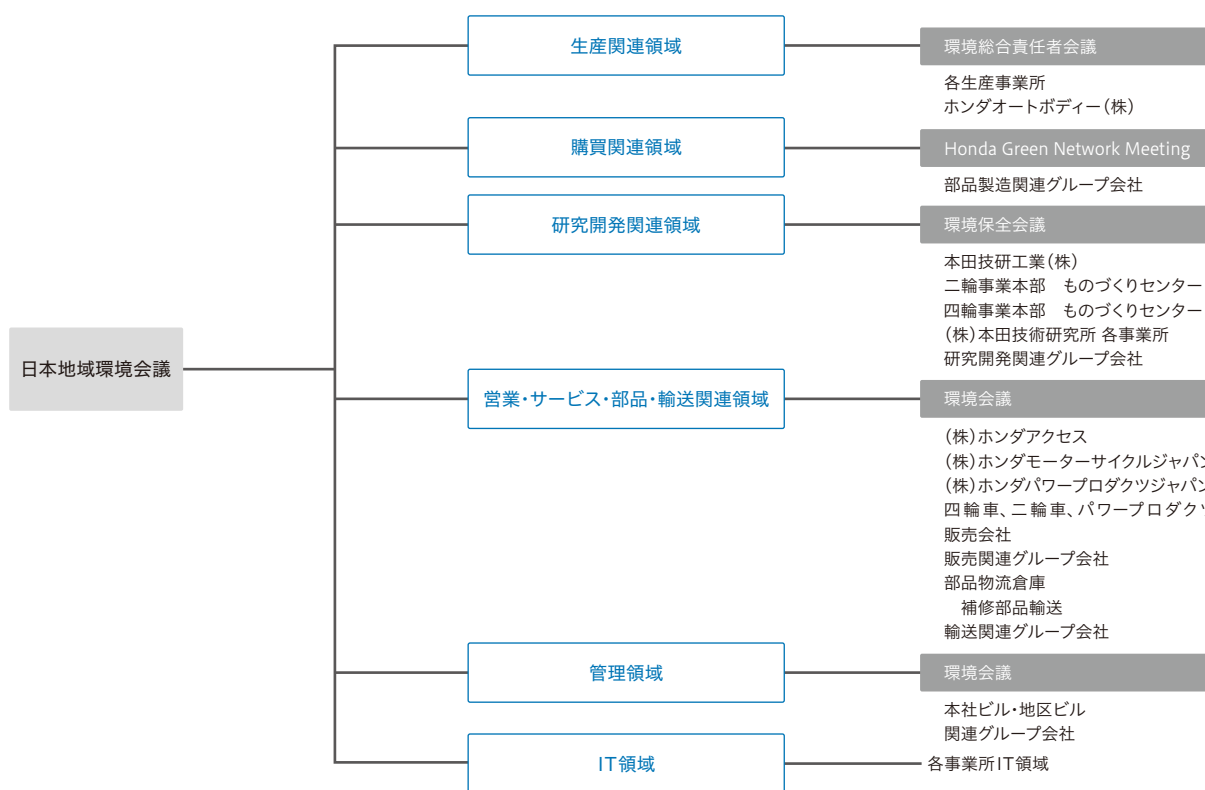 日本地域環境会議
生産関連領域
環境総合責任者会議
各生産事業所
ホンダオートボディー(株)
購買関連領域
Honda Green Network Meeting
部品製造関連グループ会社
研究開発関連領域
環境保全会議
本田技研工業(株)
二輪事業本部　ものづくりセンター
四輪事業本部　ものづくりセンター
(株)本田技術研究所 各事業所
研究開発関連グループ会社
営業・サービス・部品・輸送関連領域
環境会議
(株)ホンダアクセス
(株)ホンダモーターサイクルジャパン
(株)ホンダパワープロダクツジャパン
四輪車、二輪車、パワープロダク
販売会社
販売関連グループ会社
部品物流倉庫
補修部品輸送
輸送関連グループ会社
管理領域
環境会議
本社ビル・地区ビル
関連グループ会社
IT領域
各事業所IT領域